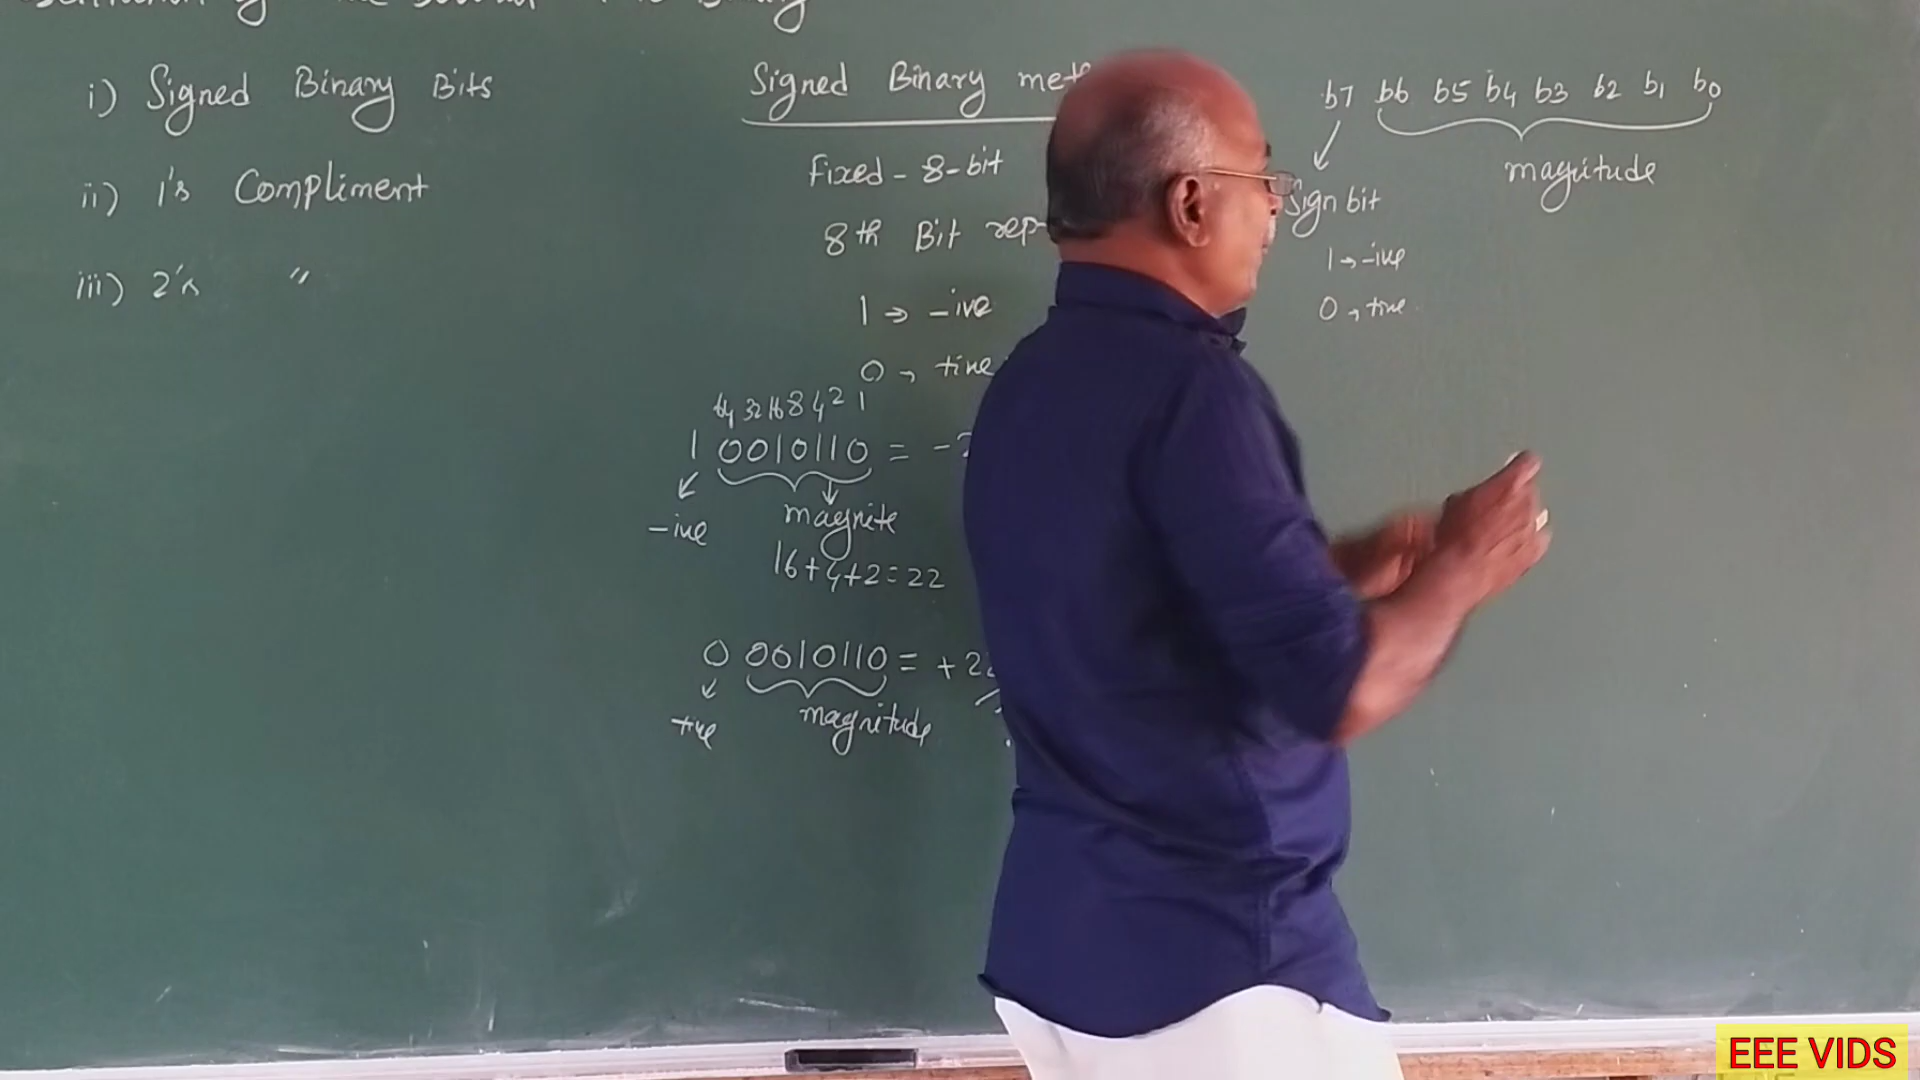 i) Signed Binary Bits
ii) 1's Compliment
iii) 2's "
Signed Binary
Fixed - 8-bit
8th Bit
1 → -ive
0 → +ive
64 32 16 8 4 2 1
1 0010110 = -
-ive magnite
16+4+2=22
0 0010110 = +22
+ive magnitude
b7 b6 b5 b4 b3 b2 b1 b0
magnitude
Sign bit
1 → -ive
0 → +ive
EEE VIDS